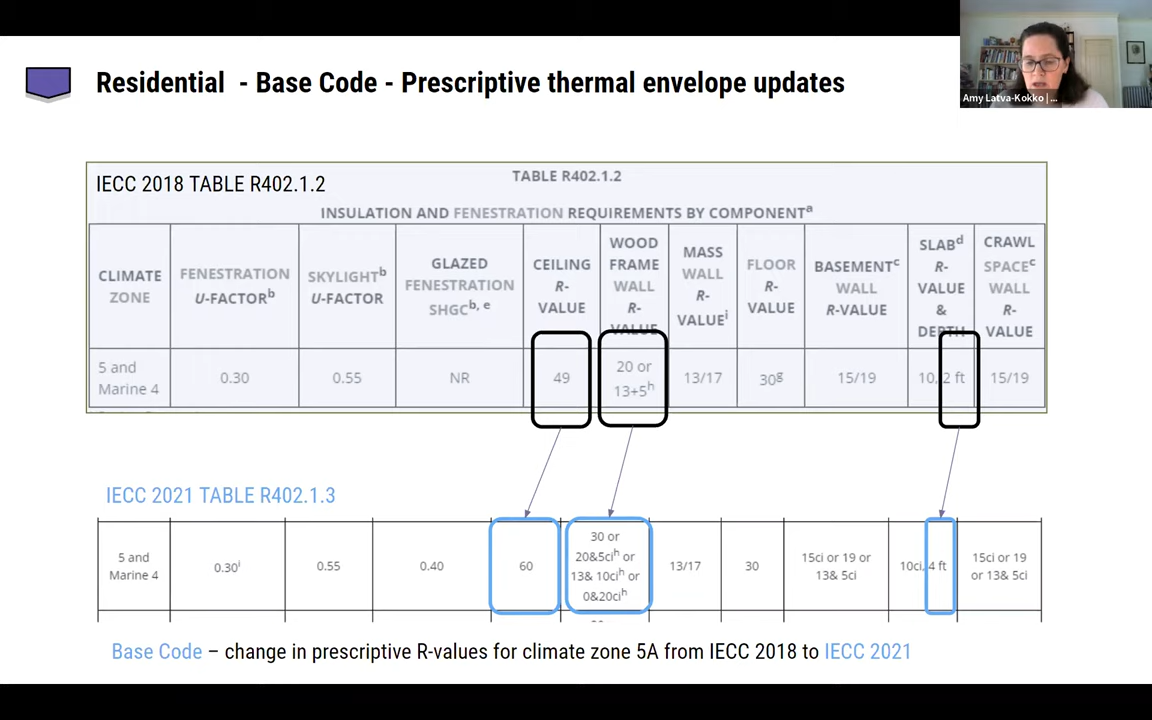 Residential - Base Code - Prescriptive thermal envelope updates
Amy Latva-Kokko | ...
IECC 2018 TABLE R402.1.2
TABLE R402.1.2
INSULATION AND FENESTRATION REQUIREMENTS BY COMPONENTa
CLIMATE ZONE
FENESTRATION U-FACTORb
SKYLIGHTb U-FACTOR
GLAZED FENESTRATION SHGCb, e
CEILING R-VALUE
WOOD FRAME WALL R-VALUE
MASS WALL R-VALUEi
FLOOR R-VALUE
BASEMENTc WALL R-VALUE
SLABd R-VALUE & DEPTH
CRAWL SPACEc WALL R-VALUE
5 and Marine 4
0.30
0.55
NR
49
20 or 13+5h
13/17
30g
15/19
10, 2 ft
15/19
IECC 2021 TABLE R402.1.3
5 and Marine 4
0.30i
0.55
0.40
60
30 or 20&5cih or 13& 10cih or 0&20cih
13/17
30
15ci or 19 or 13& 5ci
10ci, 4 ft
15ci or 19 or 13& 5ci
Base Code – change in prescriptive R-values for climate zone 5A from IECC 2018 to IECC 2021